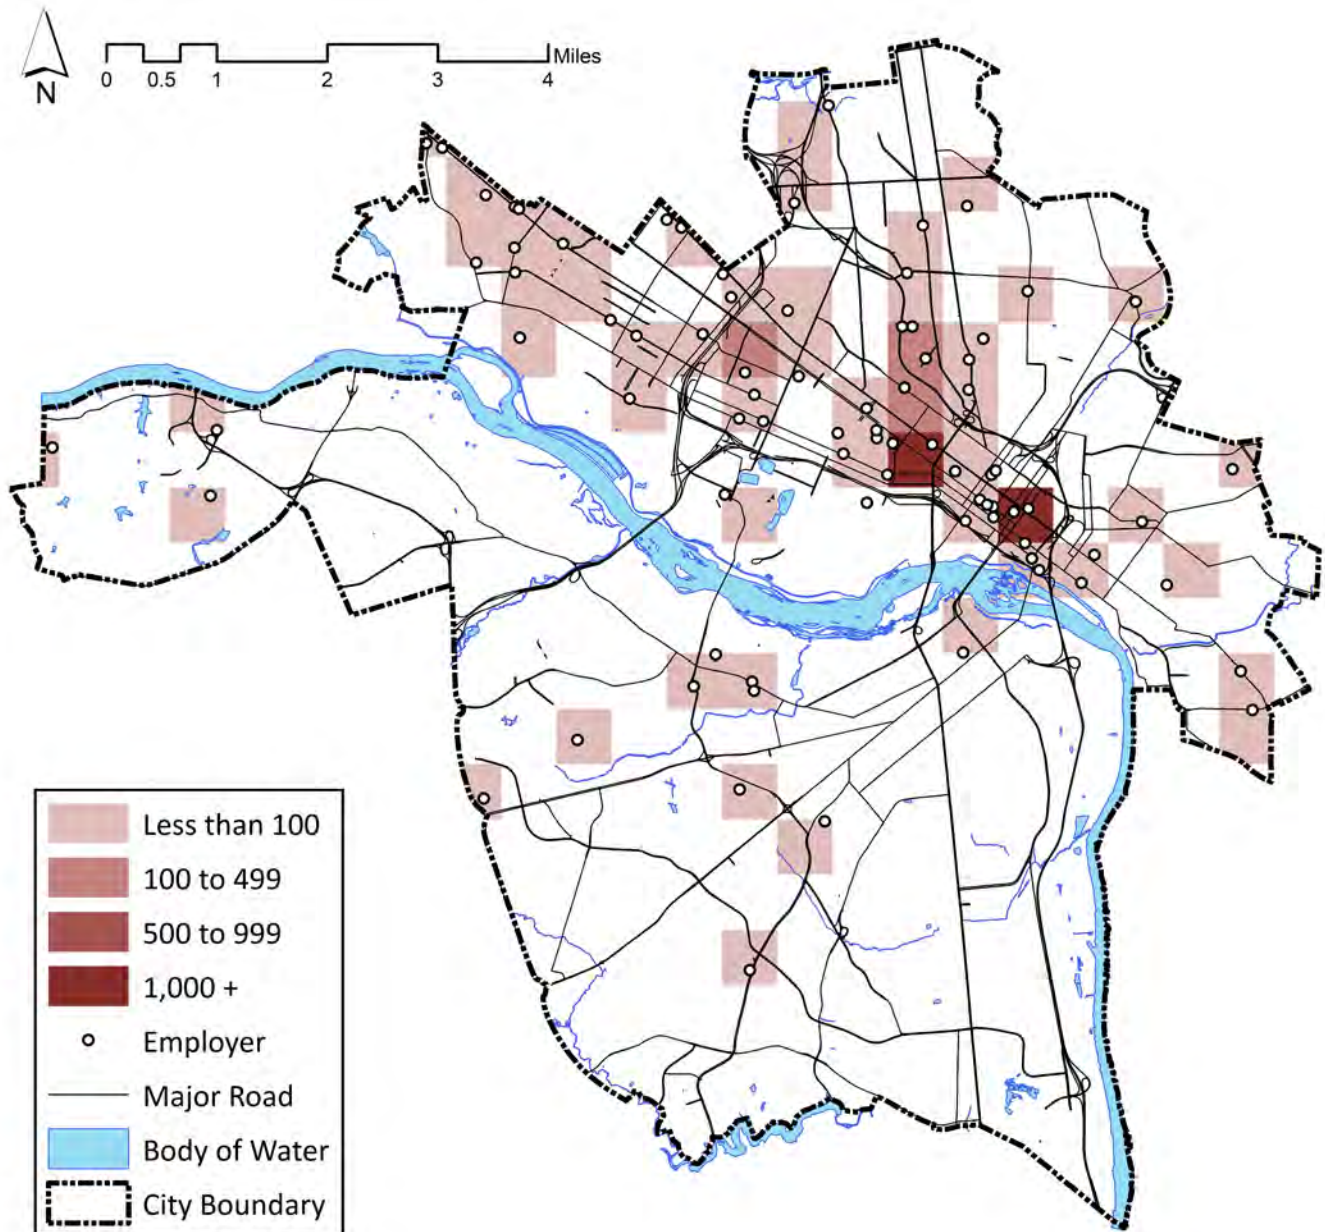 Miles
0 0.5 1 2 3 4
N
Less than 100
100 to 499
500 to 999
1,000 +
Employer
Major Road
Body of Water
City Boundary